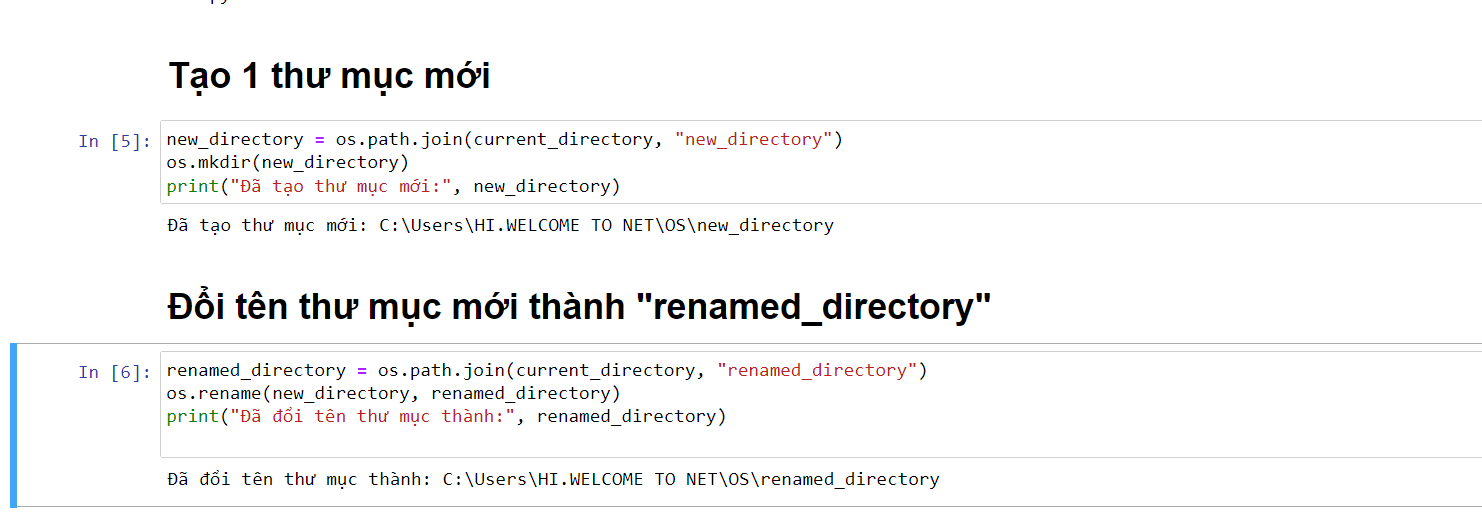 Tạo 1 thư mục mới
In [5]: new_directory = os.path.join(current_directory, "new_directory")
os.mkdir(new_directory)
print("Đã tạo thư mục mới:", new_directory)
Đã tạo thư mục mới: C:\Users\HI.WELCOME TO NET\OS\new_directory
Đổi tên thư mục mới thành "renamed_directory"
In [6]: renamed_directory = os.path.join(current_directory, "renamed_directory")
os.rename(new_directory, renamed_directory)
print("Đã đổi tên thư mục thành:", renamed_directory)
Đã đổi tên thư mục thành: C:\Users\HI.WELCOME TO NET\OS\renamed_directory